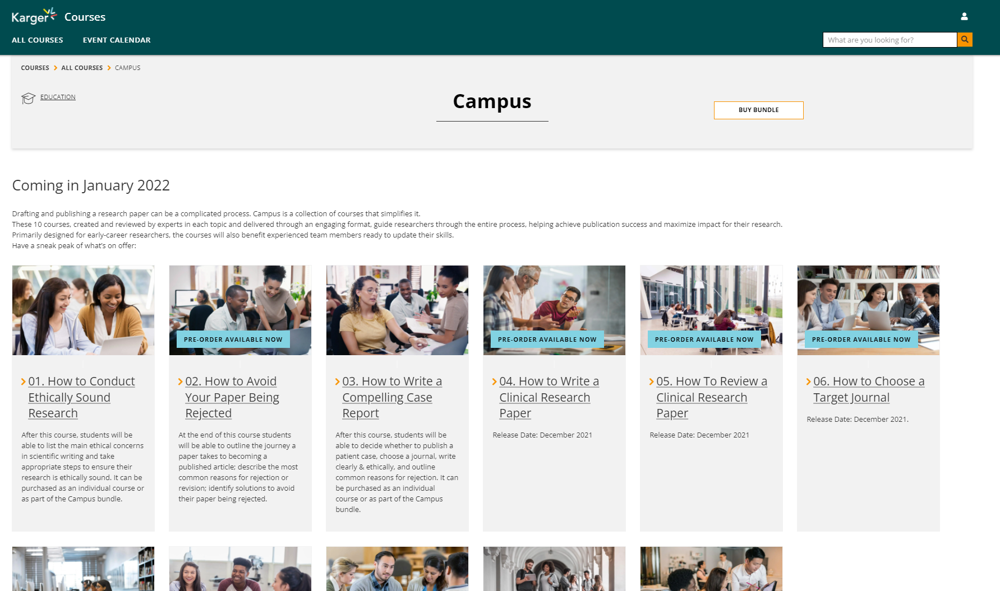 Karger Courses
ALL COURSES EVENT CALENDAR
What are you looking for?
COURSES ALL COURSES CAMPUS
EDUCATION
Campus
BUY BUNDLE
Coming in January 2022
Drafting and publishing a research paper can be a complicated process. Campus is a collection of courses that simplifies it.
These 10 courses, created and reviewed by experts in each topic and delivered through an engaging format, guide researchers through the entire process, helping achieve publication success and maximize impact for their research.
Primarily designed for early-career researchers, the courses will also benefit experienced team members ready to update their skills.
Have a sneak peak of what's on offer:
01. How to Conduct
Ethically Sound
Research
After this course, students will be
able to list the main ethical concerns
in scientific writing and take
appropriate steps to ensure their
research is ethically sound. It can be
purchased as an individual course or
as part of the Campus bundle.
PRE-ORDER AVAILABLE NOW
02. How to Avoid
Your Paper Being
Rejected
At the end of this course students
will be able to outline the journey a
paper takes to becoming a
published article; describe the most
common reasons for rejection or
revision; identify solutions to avoid
their paper being rejected.
03. How to Write a
Compelling Case
Report
After this course, students will be
able to decide whether to publish a
patient case, choose a journal, write
clearly & ethically, and outline
common reasons for rejection. It can
be purchased as an individual
course or as part of the Campus
bundle.
PRE-ORDER AVAILABLE NOW
04. How to Write a
Clinical Research
Paper
Release Date: December 2021
PRE-ORDER AVAILABLE NOW
05. How To Review a
Clinical Research
Paper
Release Date: December 2021
PRE-ORDER AVAILABLE NOW
06. How to Choose a
Target Journal
Release Date: December 2021.